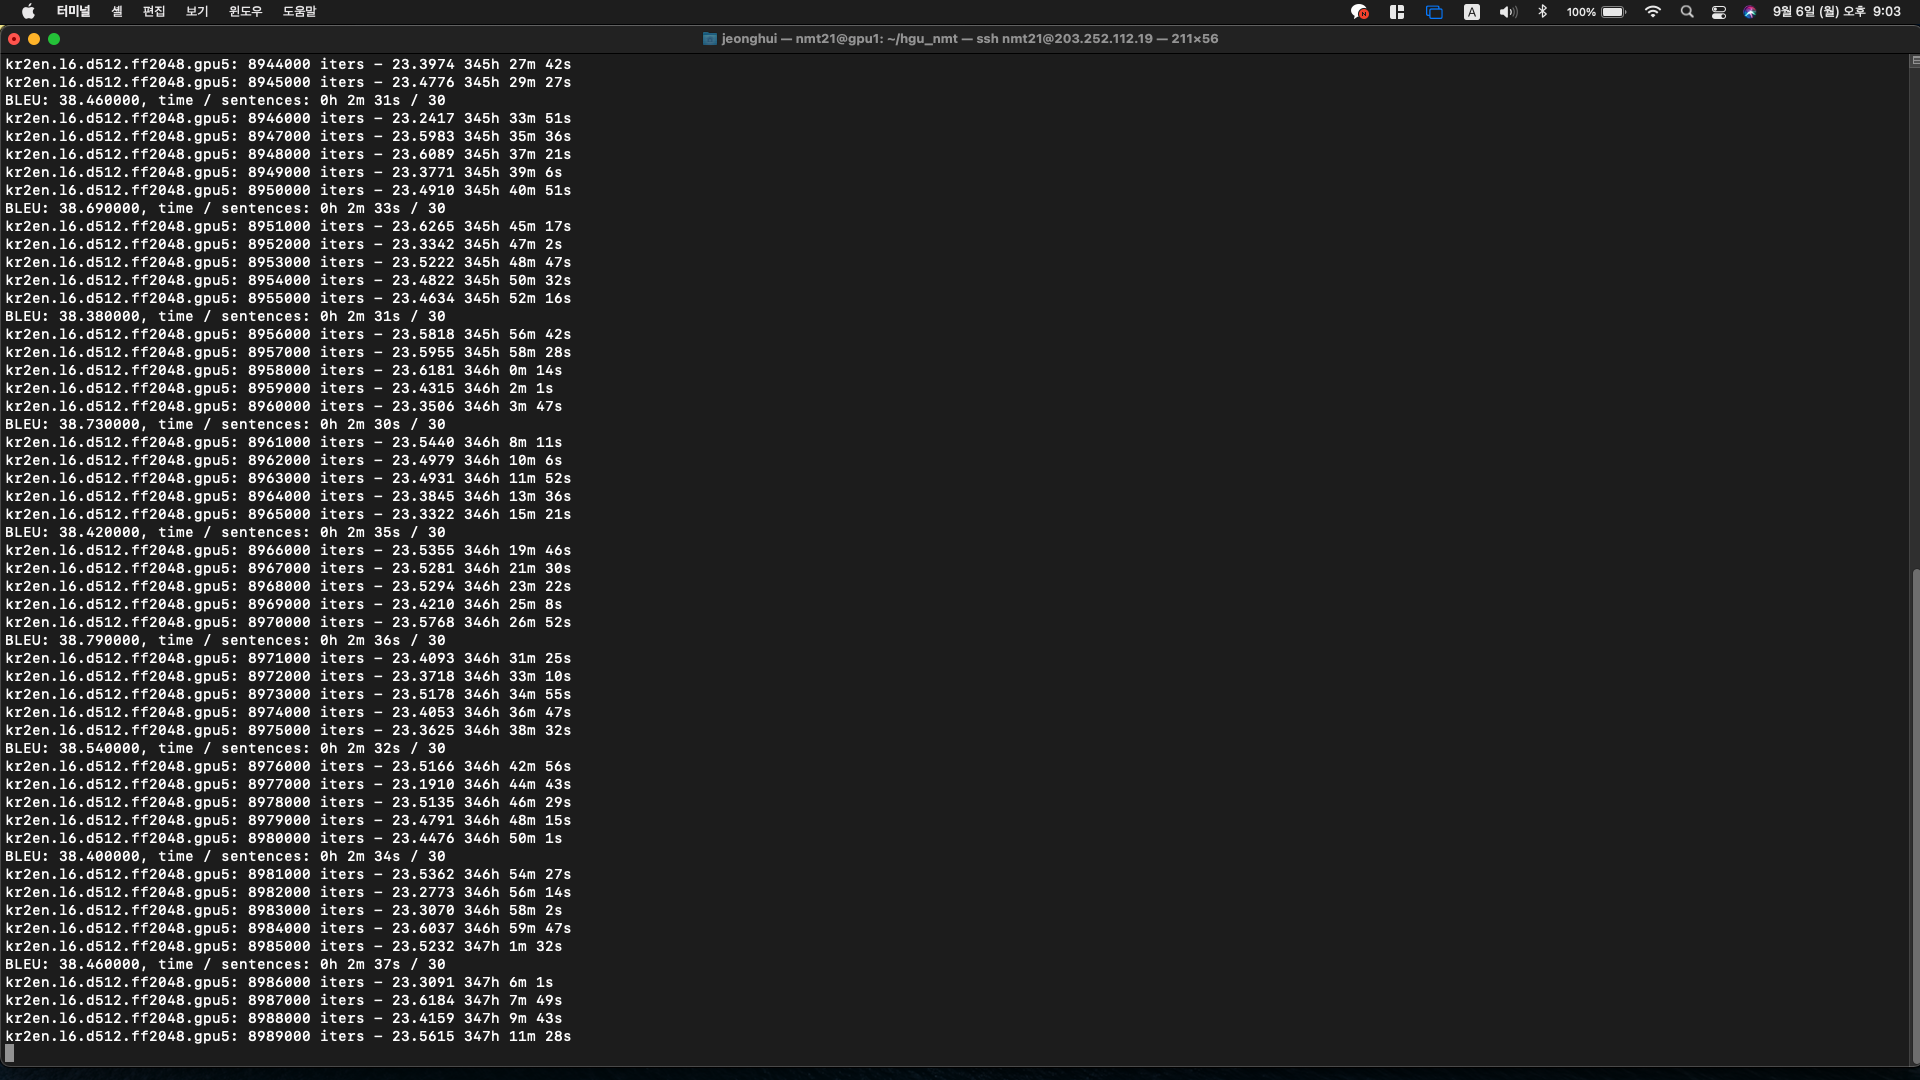 터미널 셸 편집 보기 윈도우 도움말 A 100% 9월 6일 (월) 오후 9:03
jeonghui — nmt21@gpu1: ~/hgu_nmt — ssh nmt21@203.252.112.19 — 211×56
kr2en.l6.d512.ff2048.gpu5: 8944000 iters - 23.3974 345h 27m 42s
kr2en.l6.d512.ff2048.gpu5: 8945000 iters - 23.4776 345h 29m 27s
BLEU: 38.460000, time / sentences: 0h 2m 31s / 30
kr2en.l6.d512.ff2048.gpu5: 8946000 iters - 23.2417 345h 33m 51s
kr2en.l6.d512.ff2048.gpu5: 8947000 iters - 23.5983 345h 35m 36s
kr2en.l6.d512.ff2048.gpu5: 8948000 iters - 23.6089 345h 37m 21s
kr2en.l6.d512.ff2048.gpu5: 8949000 iters - 23.3771 345h 39m 6s
kr2en.l6.d512.ff2048.gpu5: 8950000 iters - 23.4910 345h 40m 51s
BLEU: 38.690000, time / sentences: 0h 2m 33s / 30
kr2en.l6.d512.ff2048.gpu5: 8951000 iters - 23.6265 345h 45m 17s
kr2en.l6.d512.ff2048.gpu5: 8952000 iters - 23.3342 345h 47m 2s
kr2en.l6.d512.ff2048.gpu5: 8953000 iters - 23.5222 345h 48m 47s
kr2en.l6.d512.ff2048.gpu5: 8954000 iters - 23.4822 345h 50m 32s
kr2en.l6.d512.ff2048.gpu5: 8955000 iters - 23.4634 345h 52m 16s
BLEU: 38.380000, time / sentences: 0h 2m 31s / 30
kr2en.l6.d512.ff2048.gpu5: 8956000 iters - 23.5818 345h 56m 42s
kr2en.l6.d512.ff2048.gpu5: 8957000 iters - 23.5955 345h 58m 28s
kr2en.l6.d512.ff2048.gpu5: 8958000 iters - 23.6181 346h 0m 14s
kr2en.l6.d512.ff2048.gpu5: 8959000 iters - 23.4315 346h 2m 1s
kr2en.l6.d512.ff2048.gpu5: 8960000 iters - 23.3506 346h 3m 47s
BLEU: 38.730000, time / sentences: 0h 2m 30s / 30
kr2en.l6.d512.ff2048.gpu5: 8961000 iters - 23.5440 346h 8m 11s
kr2en.l6.d512.ff2048.gpu5: 8962000 iters - 23.4979 346h 10m 6s
kr2en.l6.d512.ff2048.gpu5: 8963000 iters - 23.4931 346h 11m 52s
kr2en.l6.d512.ff2048.gpu5: 8964000 iters - 23.3845 346h 13m 36s
kr2en.l6.d512.ff2048.gpu5: 8965000 iters - 23.3322 346h 15m 21s
BLEU: 38.420000, time / sentences: 0h 2m 35s / 30
kr2en.l6.d512.ff2048.gpu5: 8966000 iters - 23.5355 346h 19m 46s
kr2en.l6.d512.ff2048.gpu5: 8967000 iters - 23.5281 346h 21m 30s
kr2en.l6.d512.ff2048.gpu5: 8968000 iters - 23.5294 346h 23m 22s
kr2en.l6.d512.ff2048.gpu5: 8969000 iters - 23.4210 346h 25m 8s
kr2en.l6.d512.ff2048.gpu5: 8970000 iters - 23.5768 346h 26m 52s
BLEU: 38.790000, time / sentences: 0h 2m 36s / 30
kr2en.l6.d512.ff2048.gpu5: 8971000 iters - 23.4093 346h 31m 25s
kr2en.l6.d512.ff2048.gpu5: 8972000 iters - 23.3718 346h 33m 10s
kr2en.l6.d512.ff2048.gpu5: 8973000 iters - 23.5178 346h 34m 55s
kr2en.l6.d512.ff2048.gpu5: 8974000 iters - 23.4053 346h 36m 47s
kr2en.l6.d512.ff2048.gpu5: 8975000 iters - 23.3625 346h 38m 32s
BLEU: 38.540000, time / sentences: 0h 2m 32s / 30
kr2en.l6.d512.ff2048.gpu5: 8976000 iters - 23.5166 346h 42m 56s
kr2en.l6.d512.ff2048.gpu5: 8977000 iters - 23.1910 346h 44m 43s
kr2en.l6.d512.ff2048.gpu5: 8978000 iters - 23.5135 346h 46m 29s
kr2en.l6.d512.ff2048.gpu5: 8979000 iters - 23.4791 346h 48m 15s
kr2en.l6.d512.ff2048.gpu5: 8980000 iters - 23.4476 346h 50m 1s
BLEU: 38.400000, time / sentences: 0h 2m 34s / 30
kr2en.l6.d512.ff2048.gpu5: 8981000 iters - 23.5362 346h 54m 27s
kr2en.l6.d512.ff2048.gpu5: 8982000 iters - 23.2773 346h 56m 14s
kr2en.l6.d512.ff2048.gpu5: 8983000 iters - 23.3070 346h 58m 2s
kr2en.l6.d512.ff2048.gpu5: 8984000 iters - 23.6037 346h 59m 47s
kr2en.l6.d512.ff2048.gpu5: 8985000 iters - 23.5232 347h 1m 32s
BLEU: 38.460000, time / sentences: 0h 2m 37s / 30
kr2en.l6.d512.ff2048.gpu5: 8986000 iters - 23.3091 347h 6m 1s
kr2en.l6.d512.ff2048.gpu5: 8987000 iters - 23.6184 347h 7m 49s
kr2en.l6.d512.ff2048.gpu5: 8988000 iters - 23.4159 347h 9m 43s
kr2en.l6.d512.ff2048.gpu5: 8989000 iters - 23.5615 347h 11m 28s